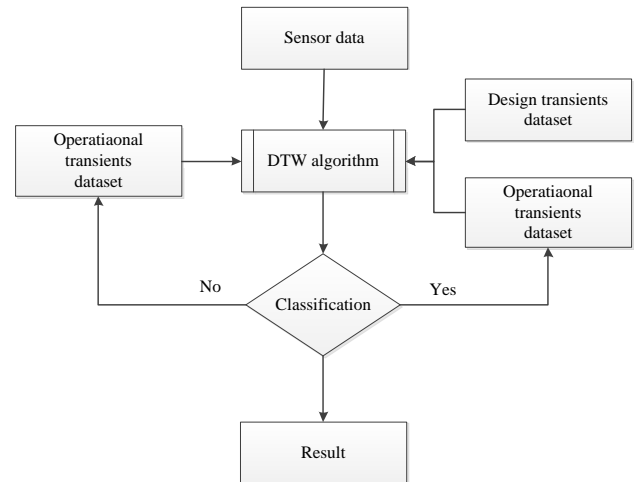 Sensor data
Design transients
dataset
Operatiaonal
transients
dataset
DTW algorithm
Operatiaonal
transients
dataset
No
Classification
Yes
Result